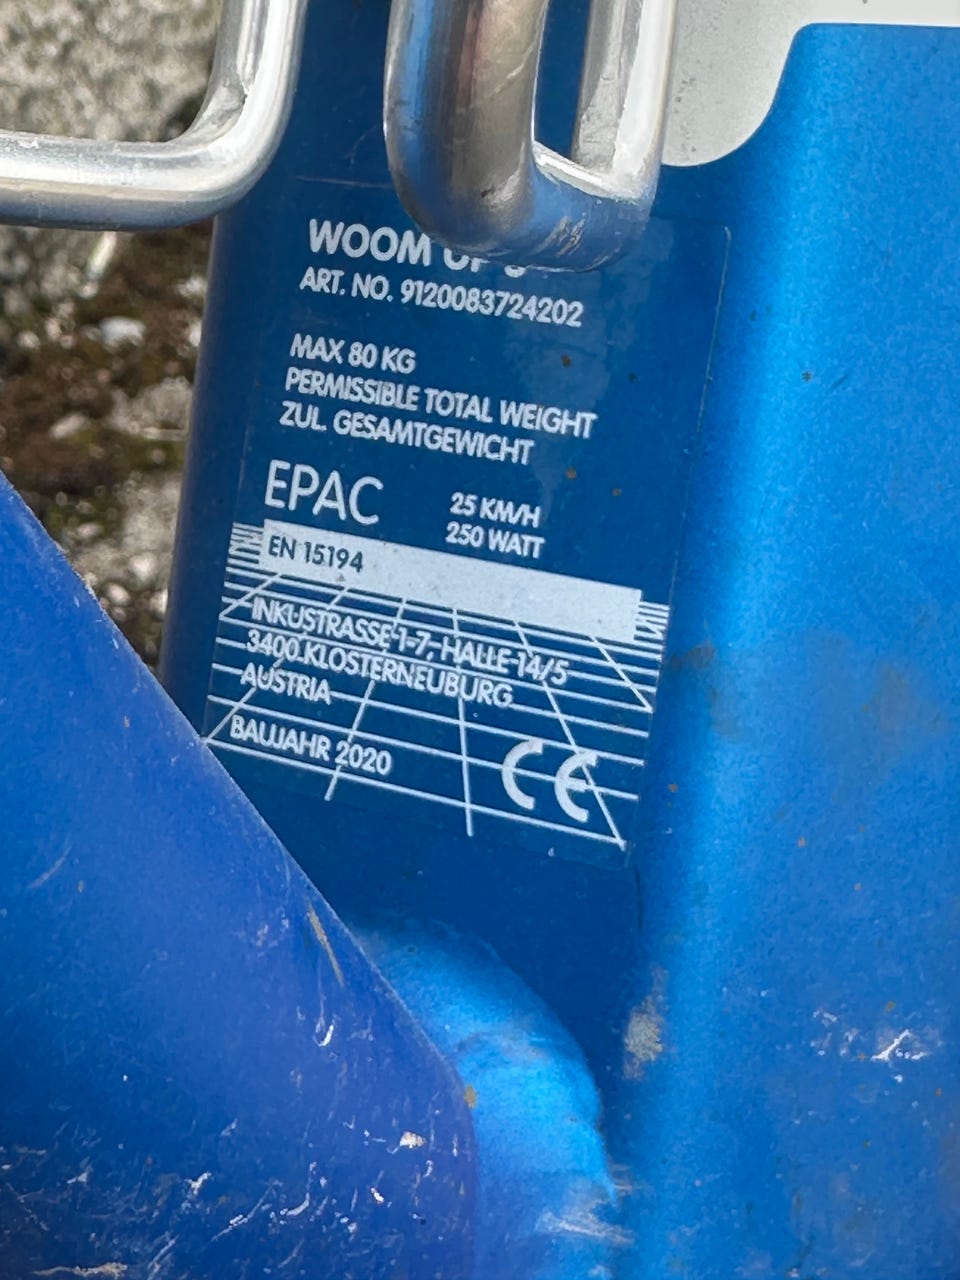 WOOM UP
ART. NO. 9120083724202
MAX 80 KG
PERMISSIBLE TOTAL WEIGHT
ZUL. GESAMTGEWICHT
EPAC
25 KM/H
250 WATT
EN 15194
INKUSTRASSE 1-7, HALLE 14/5
3400 KLOSTERNEUBURG
AUSTRIA
BAUJAHR 2020
CE